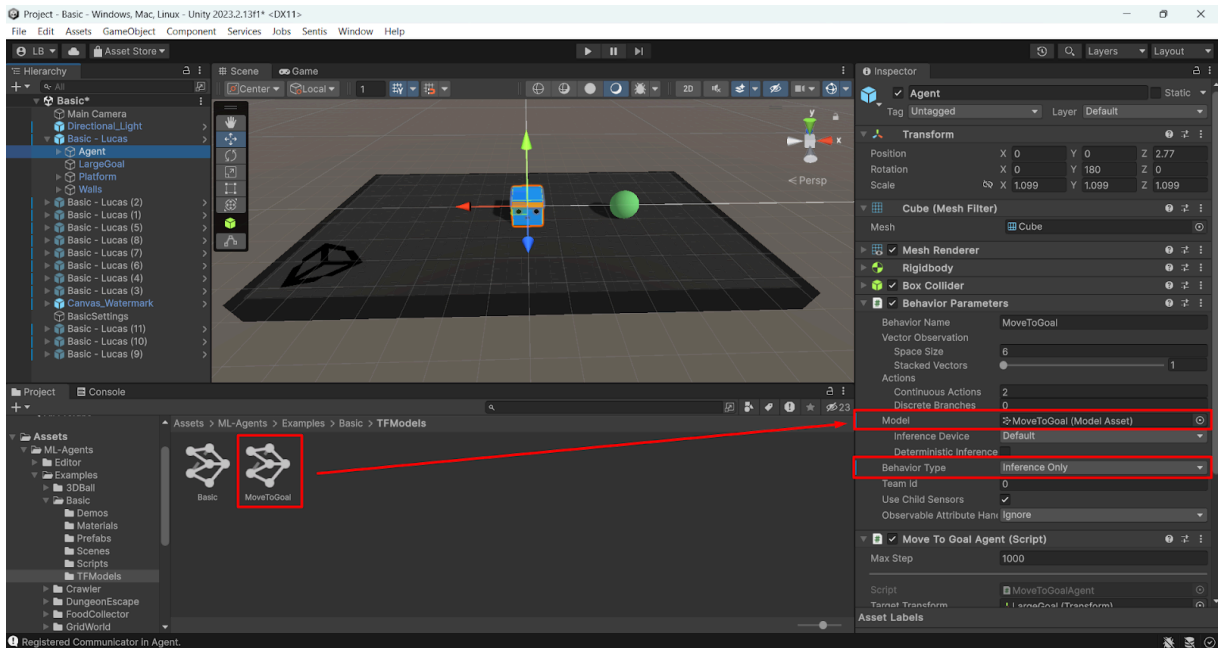 Project - Basic - Windows, Mac, Linux - Unity 2023.2.13f1* <DX11>
File Edit Assets GameObject Component Services Jobs Sentis Window Help
LB Asset Store Layers Layout
Hierarchy
All
Basic*
Main Camera
Directional_Light
Basic - Lucas
Agent
LargeGoal
Platform
Walls
Basic - Lucas (2)
Basic - Lucas (1)
Basic - Lucas (5)
Basic - Lucas (8)
Basic - Lucas (7)
Basic - Lucas (6)
Basic - Lucas (4)
Basic - Lucas (3)
Canvas_Watermark
BasicSettings
Basic - Lucas (11)
Basic - Lucas (10)
Basic - Lucas (9)
Scene Game
Center Local 1 2D
y
x
Persp
Inspector
Agent Static
Tag Untagged Layer Default
Transform
Position X 0 Y 0 Z 2.77
Rotation X 0 Y 180 Z 0
Scale X 1.099 Y 1.099 Z 1.099
Cube (Mesh Filter)
Mesh Cube
Mesh Renderer
Rigidbody
Box Collider
Behavior Parameters
Behavior Name MoveToGoal
Vector Observation
Space Size 6
Stacked Vectors 1
Actions
Continuous Actions 2
Discrete Branches 0
Model MoveToGoal (Model Asset)
Inference Device Default
Deterministic Inference
Behavior Type Inference Only
Team Id 0
Use Child Sensors
Observable Attribute Han Ignore
Move To Goal Agent (Script)
Max Step 1000
Script MoveToGoalAgent
Target Transform LargeGoal (Transform)
Asset Labels
Project Console
23
Assets
ML-Agents
Editor
Examples
3DBall
Basic
Demos
Materials
Prefabs
Scenes
Scripts
TFModels
Crawler
DungeonEscape
FoodCollector
GridWorld
Assets > ML-Agents > Examples > Basic > TFModels
Basic MoveToGoal
Registered Communicator in Agent.